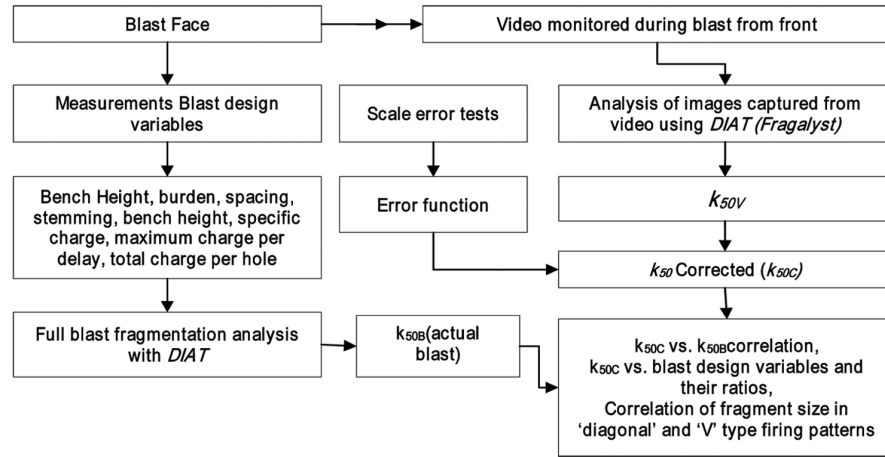 Blast Face
Video monitored during blast from front
Measurements Blast design
variables
Scale error tests
Analysis of images captured from
video using DIAT (Fragalyst)
Bench Height, burden, spacing,
stemming, bench height, specific
charge, maximum charge per
delay, total charge per hole
Error function
k50V
k50 Corrected (k50C)
Full blast fragmentation analysis
with DIAT
k50B(actual
blast)
k50C vs. k50Bcorrelation,
k50C vs. blast design variables and
their ratios,
Correlation of fragment size in
‘diagonal’ and ‘V’ type firing patterns